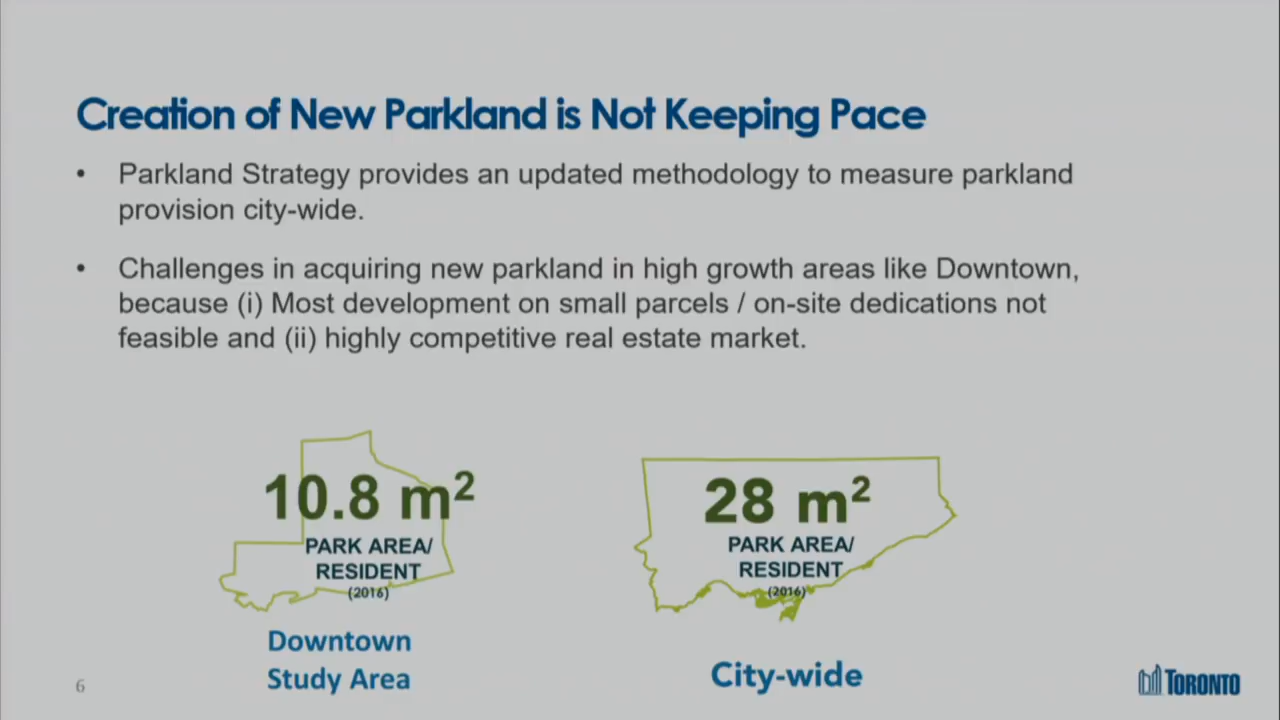 Creation of New Parkland is Not Keeping Pace
• Parkland Strategy provides an updated methodology to measure parkland
provision city-wide.
• Challenges in acquiring new parkland in high growth areas like Downtown,
because (i) Most development on small parcels / on-site dedications not
feasible and (ii) highly competitive real estate market.
10.8 m²
PARK AREA/
RESIDENT
(2016)
Downtown
Study Area
28 m²
PARK AREA/
RESIDENT
(2016)
City-wide
6
TORONTO